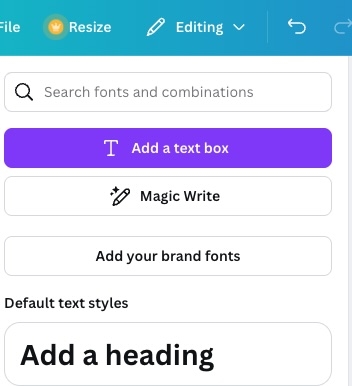 File
Resize
Editing
Search fonts and combinations
Add a text box
Magic Write
Add your brand fonts
Default text styles
Add a heading